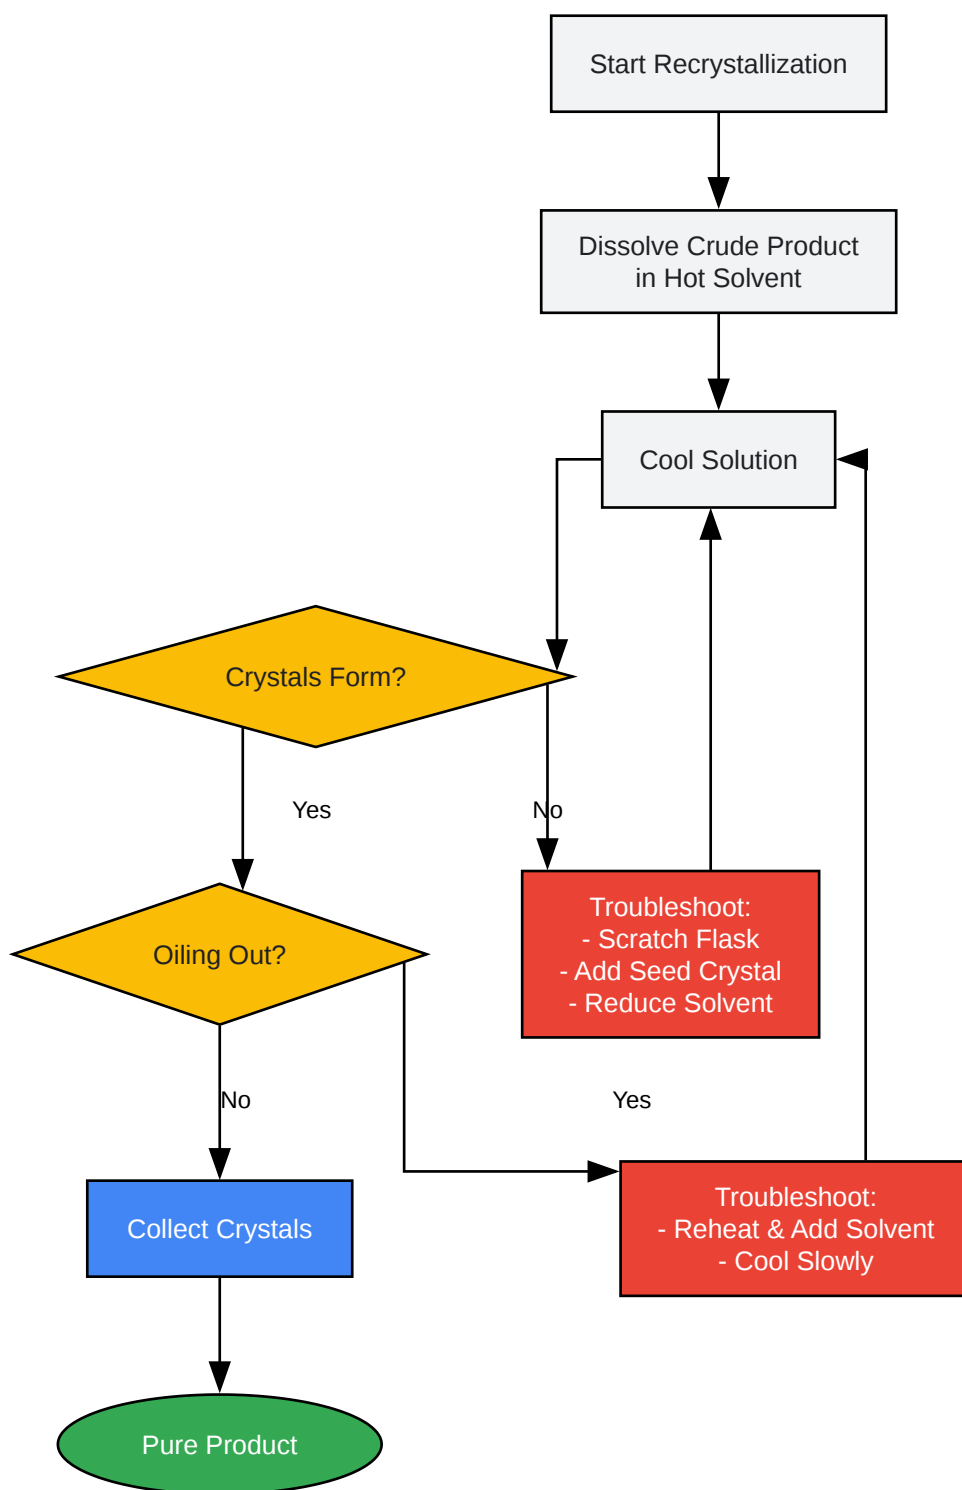 Start Recrystallization
Dissolve Crude Product
in Hot Solvent
Cool Solution
Crystals Form?
Yes
No
Troubleshoot:
- Scratch Flask
- Add Seed Crystal
- Reduce Solvent
Oiling Out?
No
Yes
Collect Crystals
Troubleshoot:
- Reheat & Add Solvent
- Cool Slowly
Pure Product